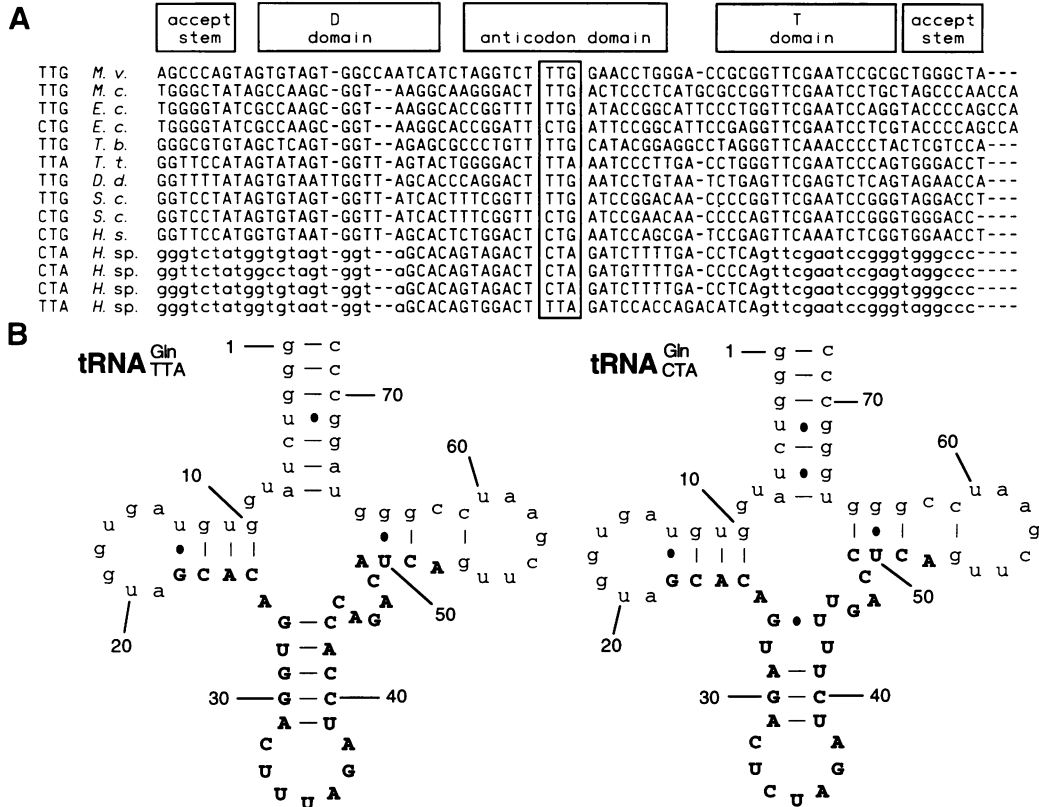 A
accept stem
D domain
anticodon domain
T domain
accept stem
TTG M. v. AGCCCAGTAGTGTAGT-GGCCAATCATCTAGGTCT TTG GAACCTGGGA-CCGCGGTTCGAATCCGCGCTGGGCTA---
TTG M. c. TGGGCTATAGCCAAGC-GGT--AAGGCAAGGGACT TTG ACTCCCTCATGCGCCGGTTCGAATCCTGCTAGCCCAACCA
TTG E. c. TGGGGTATCGCCAAGC-GGT--AAGGCACCGGTTTT TTG ATACCGGCATTCCCTGGTTCGAATCCAGGTACCCCAGCCA
CTG E. c. TGGGGTATCGCCAAGC-GGT--AAGGCACCGGATT CTG ATTCCGGCATTCCGAGGTTCGAATCCTCGTACCCCAGCCA
TTG T. b. GGGCGTGTAGCTCAGT-GGT--AGAGCGCCCTGTT TTG CATACGGAGGCCTAGGGTTCAAACCCCTACTCGTCCA---
TTA T. t. GGTTCCATAGTATAGT-GGTT-AGTACTGGGGACT TTA AATCCCTTGA-CCTGGGTTCGAATCCCAGTGGGACCT---
TTG D. d. GGTTTTATAGTGTAATTGGTT-AGCACCCAGGACT TTG AATCCTGTAA-TCTGAGTTCGAGTCTCAGTAGAACCA---
TTG S. c. GGTCCTATAGTGTAGT-GGTT-ATCACTTTCGGTT TTG ATCCGGACAA-CCCCGGTTCGAATCCGGGTAGGACCT---
CTG S. c. GGTCCTATAGTGTAGT-GGTT-ATCACTTTCGGTT CTG ATCCGAACAA-CCCCAGTTCGAATCCGGGTGGGACC----
CTG H. s. GGTTCCATGGTGTAAT-GGTT-AGCACTCTGGACT CTG AATCCAGCGA-TCCGAGTTCAAATCTCGGTGGAACCT---
CTA H. sp. gggtctatggtgtagt-ggt--aGCACAGTAGACT CTA GATCTTTTGA-CCTCAgttcgaatccgggtgggccc----
CTA H. sp. ggttctatggcctagt-ggt--aGCACAGTAGACT CTA GATGTTTTGA-CCCCAgttcgaatcctgagtagggcc----
CTA H. sp. gggtctatggtgtagt-ggt--aGCACAGTAGACT CTA GATCTTTTGA-CCTCAgttcgaatccgggtgggccc----
TTA H. sp. gggtctatggtgtaat-ggt--aGCACAGTGGACT TTA GATCCACCAGACATCAgttcgaatccgggtagggccc----
B
tRNA Gln TTA
1
g c
g c
g c 70
u g
c g
u a
a u
10
60
g u
g a u g u g
u g g u a
G C A C
20
g g g c c u a a g c u u g
A U C A
50
A
C
A
G
A
C
G C
U A
G C
30 G C 40
A U
C U U U U A G A
tRNA Gln CTA
1
g c
g c
g c 70
u g
c g
u g
a u
10
60
g u
g a u g u g
u g g u a
G C A C
20
g g g c c u a a g c u u g
C U C A
50
A
C
A
G
U
G U
U U
A U
30 G C 40
A U
C U C U A G A